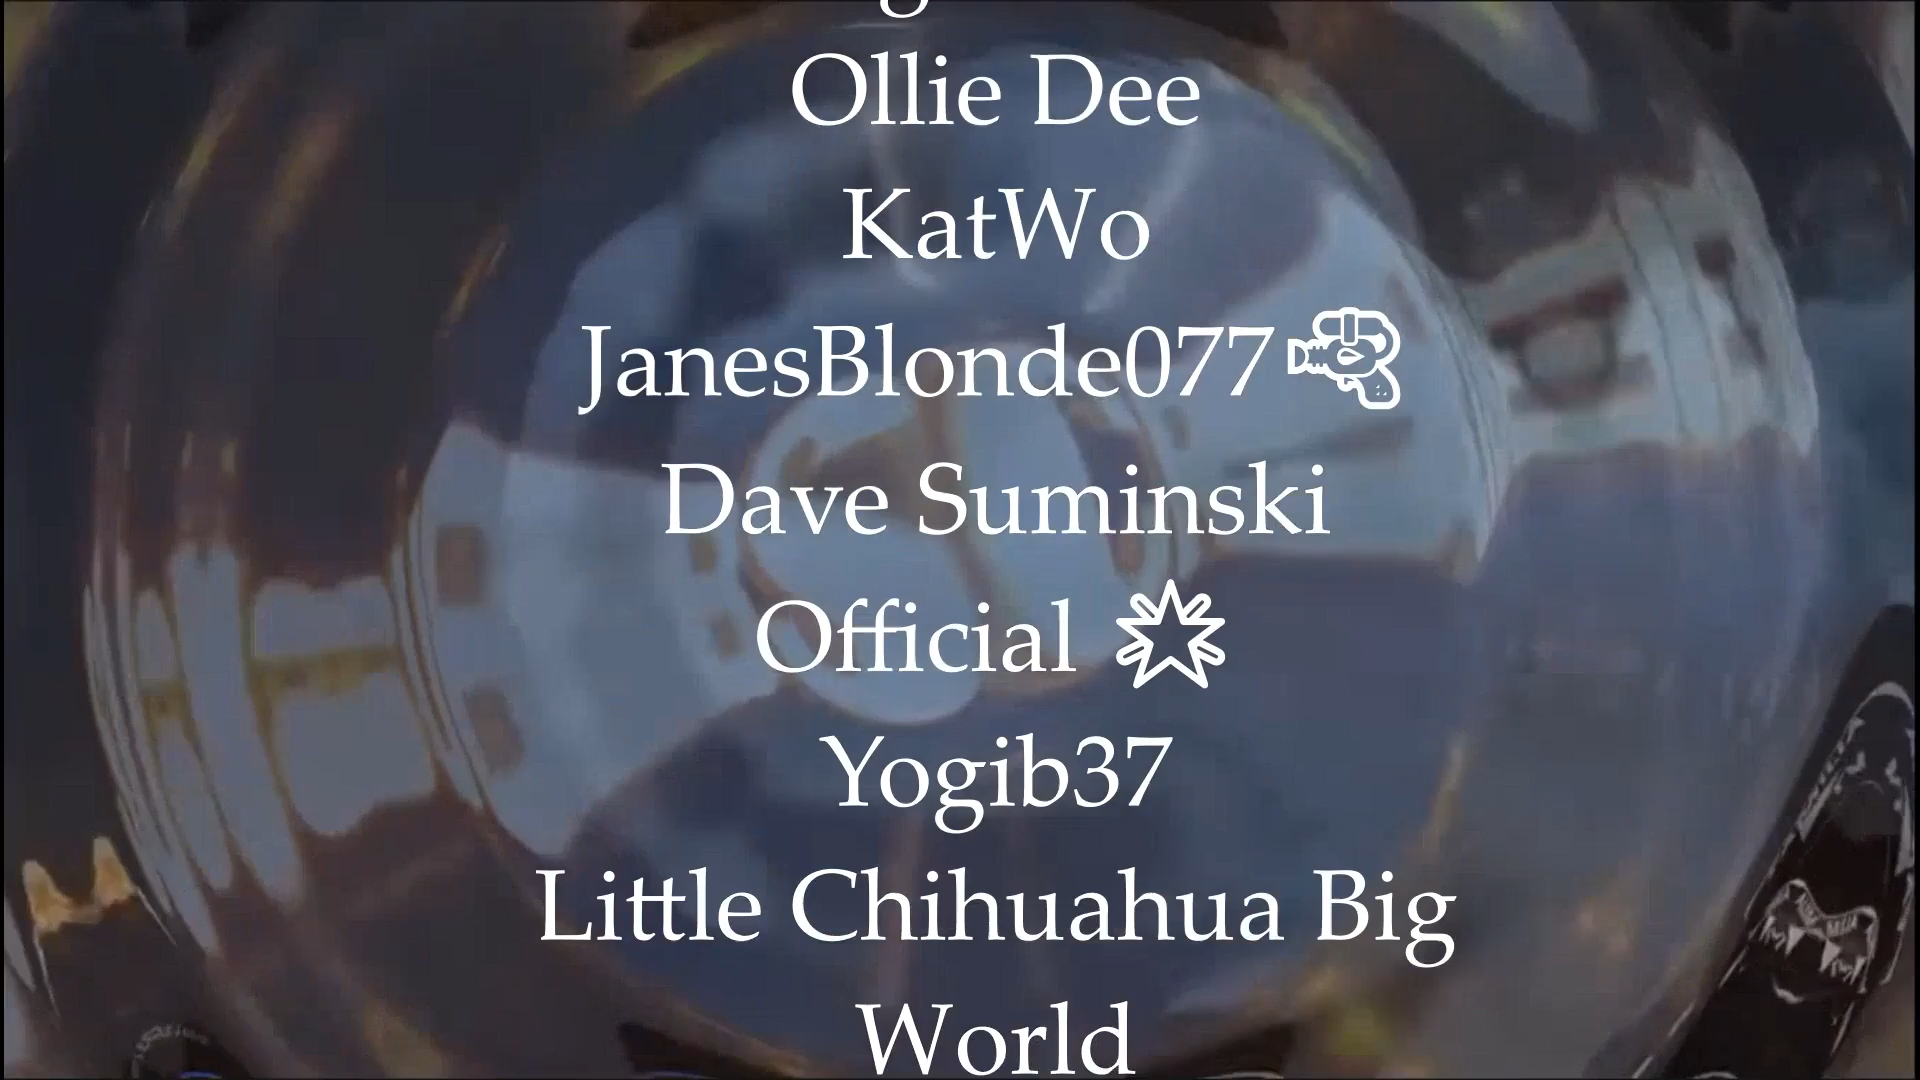 Ollie Dee
KatWo
JanesBlonde077🔫
Dave Suminski
Official 🌟
Yogib37
Little Chihuahua Big
World